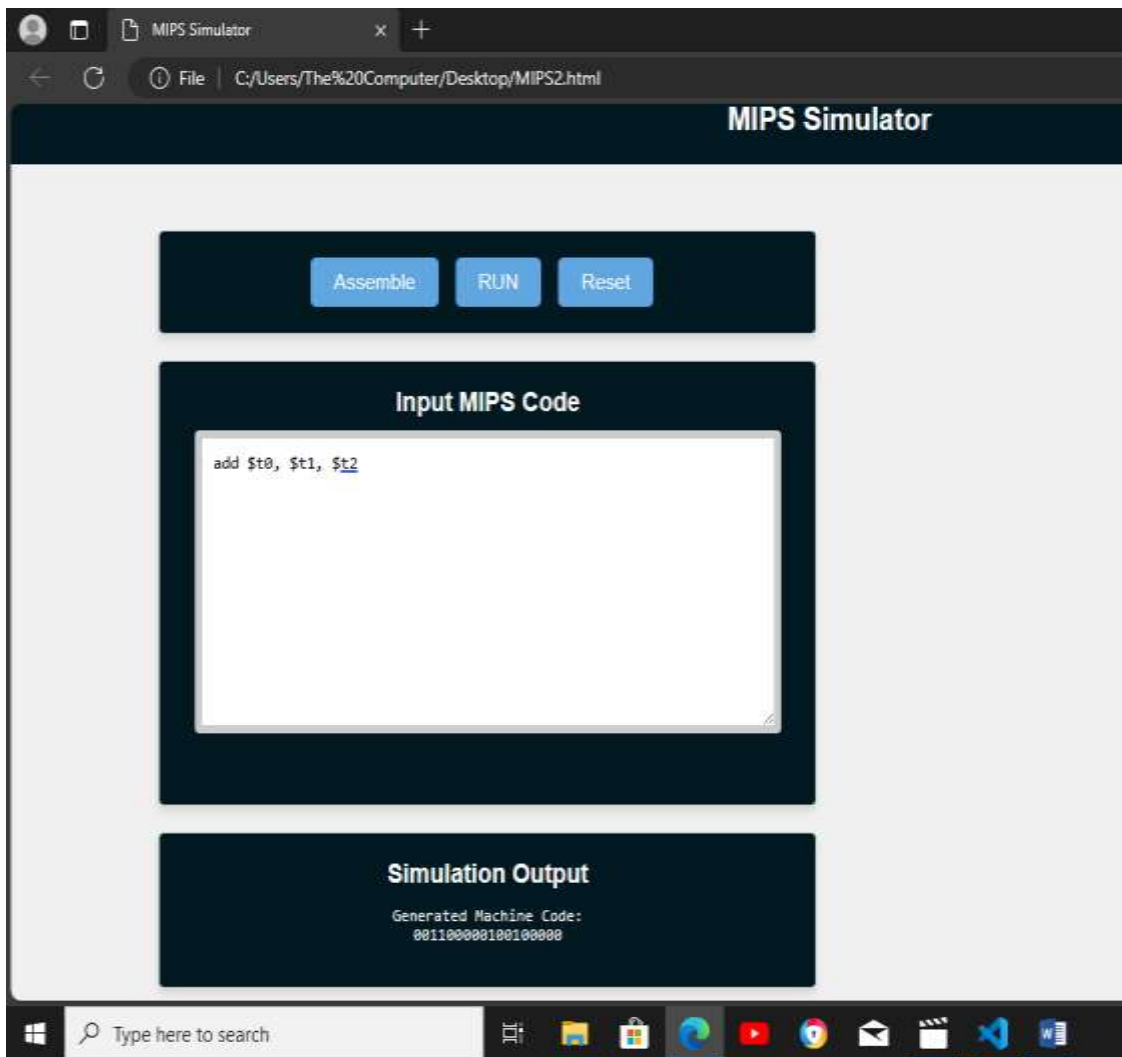 MIPS Simulator
File | C:/Users/The%20Computer/Desktop/MIPS2.html
MIPS Simulator
Assemble RUN Reset
Input MIPS Code
add $t0, $t1, $t2
Simulation Output
Generated Machine Code:
001100000100100000
Type here to search